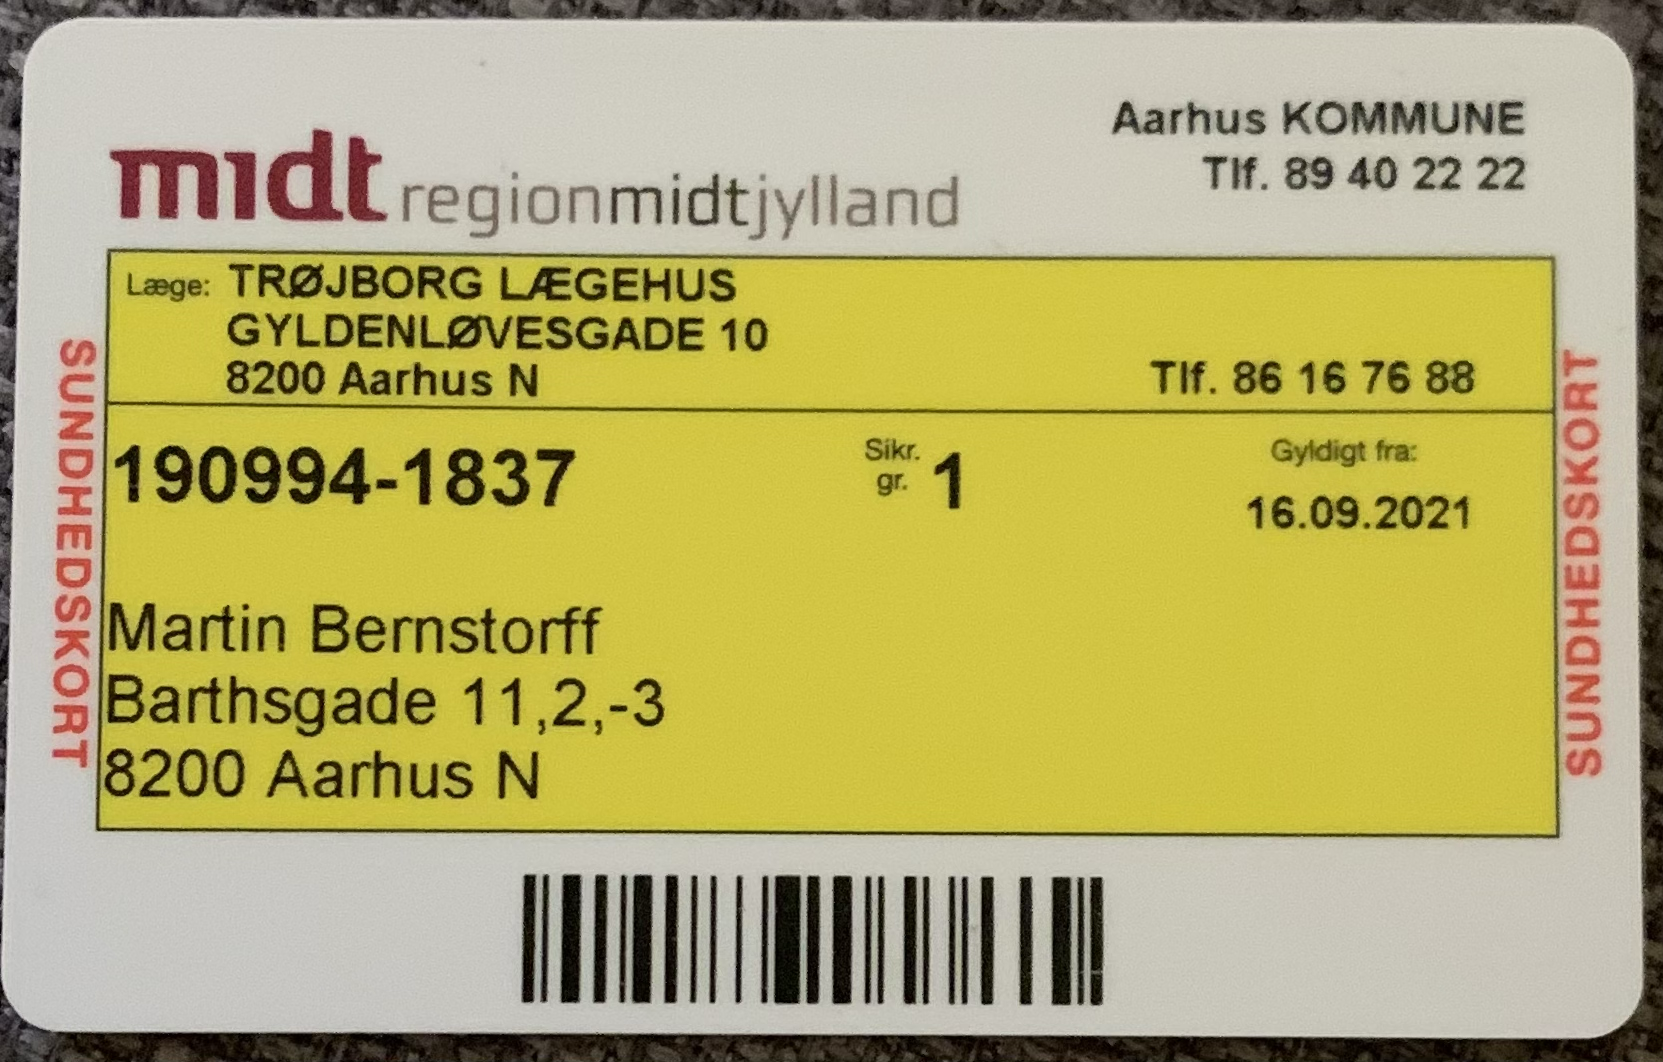 midt regionmidtjylland
Aarhus KOMMUNE
Tlf. 89 40 22 22
Læge: TRØJBORG LÆGEHUS
GYLDENLØVESGADE 10
8200 Aarhus N
Tlf. 86 16 76 88
190994-1837
Sikr.
gr. 1
Gyldigt fra:
16.09.2021
Martin Bernstorff
Barthsgade 11,2,-3
8200 Aarhus N
SUNDHEDSKORT
SUNDHEDSKORT